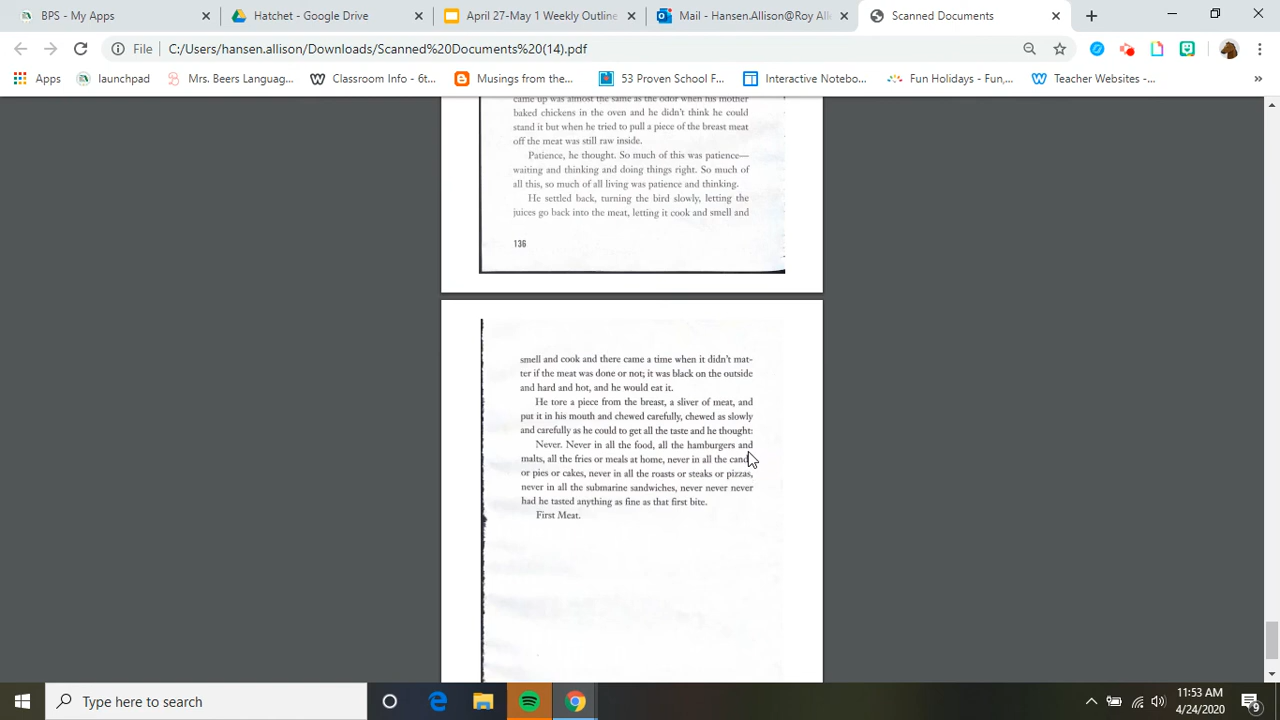 BPS - My Apps
Hatchet - Google Drive
April 27-May 1 Weekly Outline
Mail - Hansen.Allison@Roy All
Scanned Documents
File
C:/Users/hansen.allison/Downloads/Scanned%20Documents%20(14).pdf
Apps
launchpad
Mrs. Beers Languag...
Classroom Info - 6t...
Musings from the...
53 Proven School F...
Interactive Notebo...
Fun Holidays - Fun,...
Teacher Websites -...
came up was almost the same as the odor when his mother
baked chickens in the oven and he didn't think he could
stand it but when he tried to pull a piece of the breast meat
off the meat was still raw inside.
Patience, he thought. So much of this was patience—
waiting and thinking and doing things right. So much of
all this, so much of all living was patience and thinking.
He settled back, turning the bird slowly, letting the
juices go back into the meat, letting it cook and smell and
136
smell and cook and there came a time when it didn't mat-
ter if the meat was done or not; it was black on the outside
and hard and hot, and he would eat it.
He tore a piece from the breast, a sliver of meat, and
put it in his mouth and chewed carefully, chewed as slowly
and carefully as he could to get all the taste and he thought:
Never. Never in all the food, all the hamburgers and
malts, all the fries or meals at home, never in all the cand
or pies or cakes, never in all the roasts or steaks or pizzas,
never in all the submarine sandwiches, never never never
had he tasted anything as fine as that first bite.
First Meat.
Type here to search
11:53 AM
4/24/2020
9